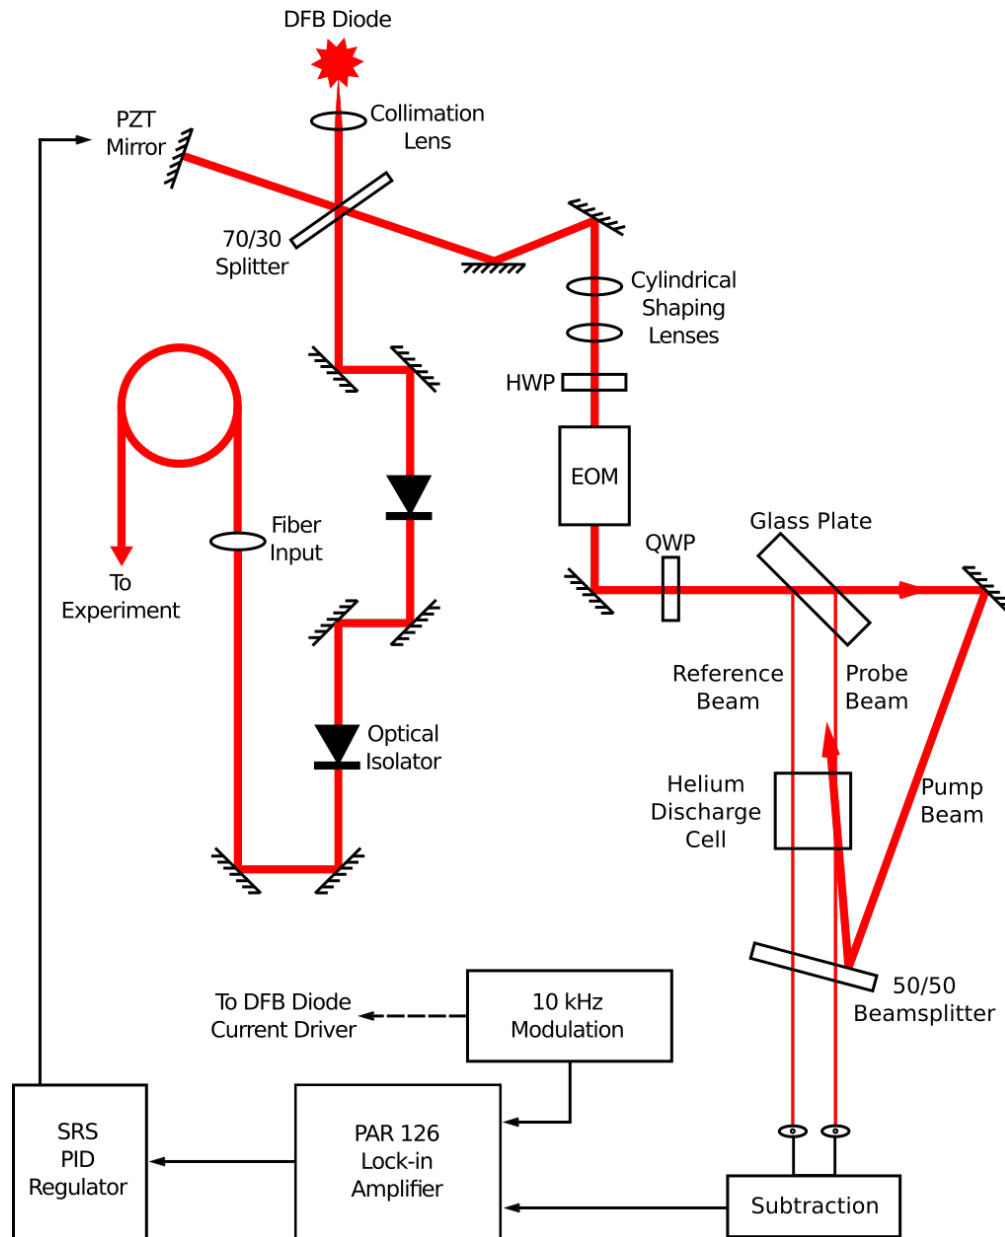 DFB Diode
Collimation
Lens
PZT
Mirror
70/30
Splitter
Cylindrical
Shaping
Lenses
HWP
EOM
Fiber
Input
To
Experiment
QWP
Glass Plate
Reference
Beam
Probe
Beam
Optical
Isolator
Helium
Discharge
Cell
Pump
Beam
50/50
Beamsplitter
To DFB Diode
Current Driver
10 kHz
Modulation
SRS
PID
Regulator
PAR 126
Lock-in
Amplifier
Subtraction